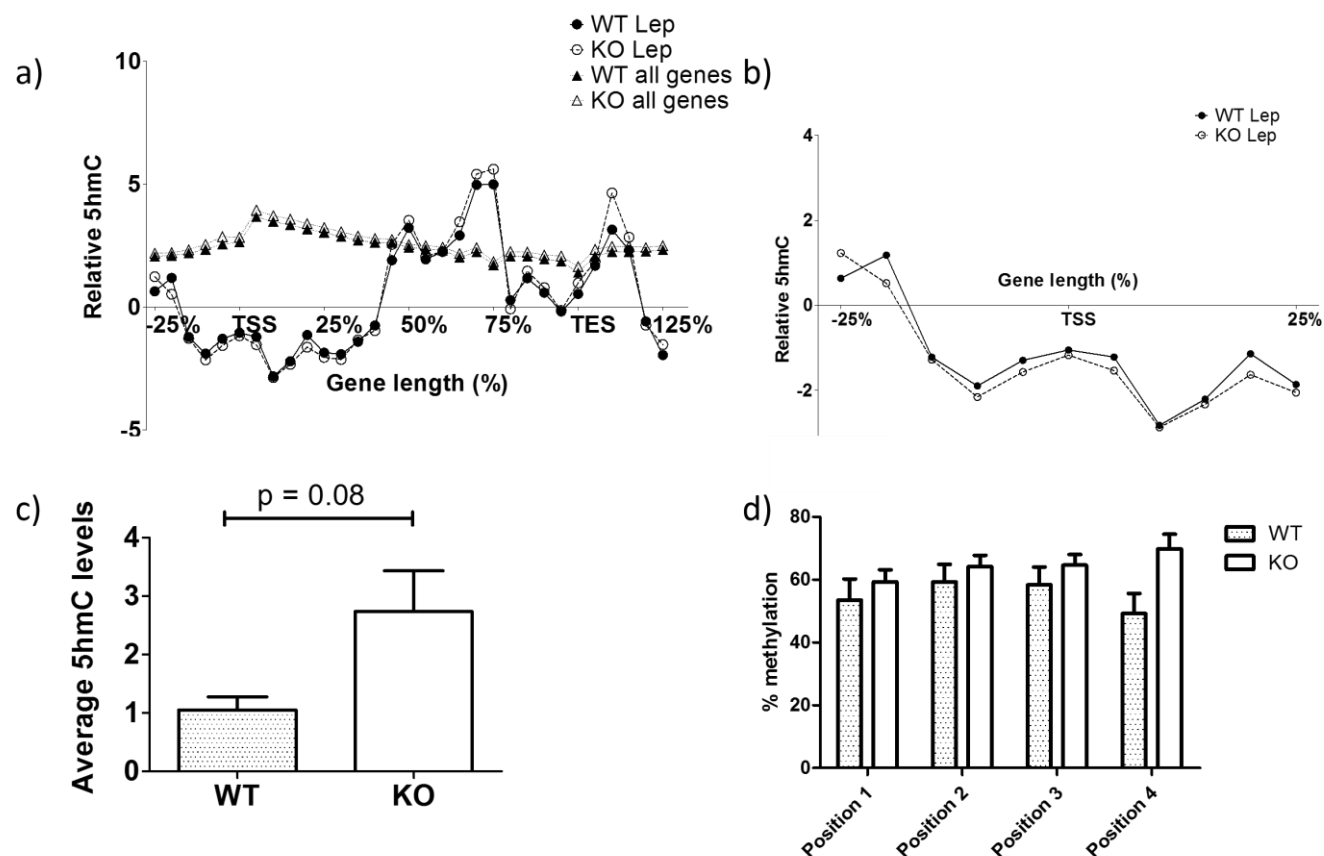 a)
WT Lep
KO Lep
WT all genes
KO all genes
10
5
0
-5
Relative 5hmC
-25% TSS 25% 50% 75% TES 125%
Gene length (%)
b)
WT Lep
KO Lep
4
2
0
-2
Relative 5hmC
Gene length (%)
-25% TSS 25%
c)
p = 0.08
4
3
2
1
0
Average 5hmC levels
WT KO
d)
WT
KO
80
60
40
20
0
% methylation
Position 1
Position 2
Position 3
Position 4